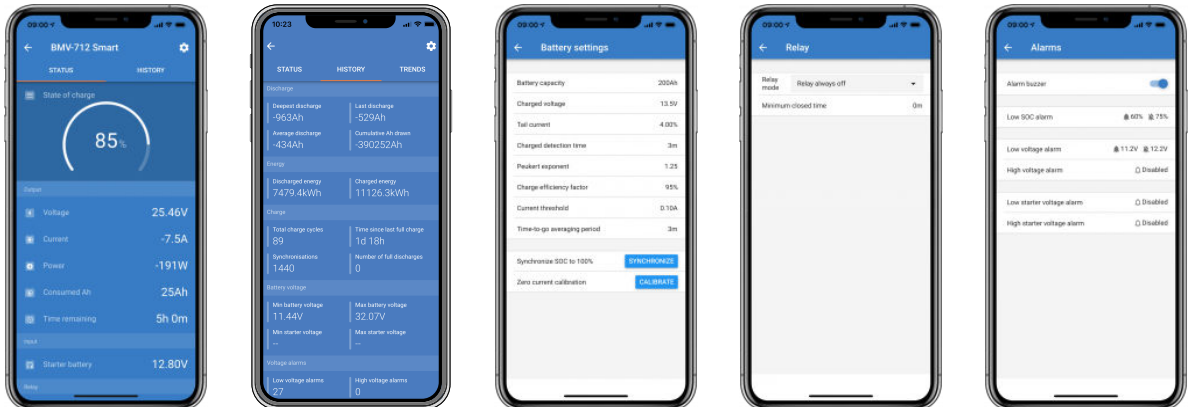 09:00
BMV-712 Smart
STATUS HISTORY
State of charge
85%
Output
Voltage 25.46V
Current -7.5A
Power -191W
Consumed Ah 25Ah
Time remaining 5h 0m
Input
Starter battery 12.80V
Relay
10:23
STATUS HISTORY TRENDS
Discharge
Deepest discharge Last discharge
-963Ah -529Ah
Average discharge Cumulative Ah drawn
-434Ah -390252Ah
Energy
Discharged energy Charged energy
7479.4kWh 11126.3kWh
Charge
Total charge cycles Time since last full charge
89 1d 18h
Synchronisations Number of full discharges
1440 0
Battery voltage
Min battery voltage Max battery voltage
11.44V 32.07V
Min starter voltage Max starter voltage
-- --
Voltage alarms
Low voltage alarms High voltage alarms
27 0
09:00
Battery settings
Battery capacity 200Ah
Charged voltage 13.5V
Tail current 4.00%
Charged detection time 3m
Peukert exponent 1.25
Charge efficiency factor 95%
Current threshold 0.10A
Time-to-go averaging period 3m
Synchronize SOC to 100% SYNCHRONIZE
Zero current calibration CALIBRATE
09:00
Relay
Relay mode Relay always off
Minimum closed time 0m
09:00
Alarms
Alarm buzzer
Low SOC alarm 60% 75%
Low voltage alarm 11.2V 12.2V
High voltage alarm Disabled
Low starter voltage alarm Disabled
High starter voltage alarm Disabled